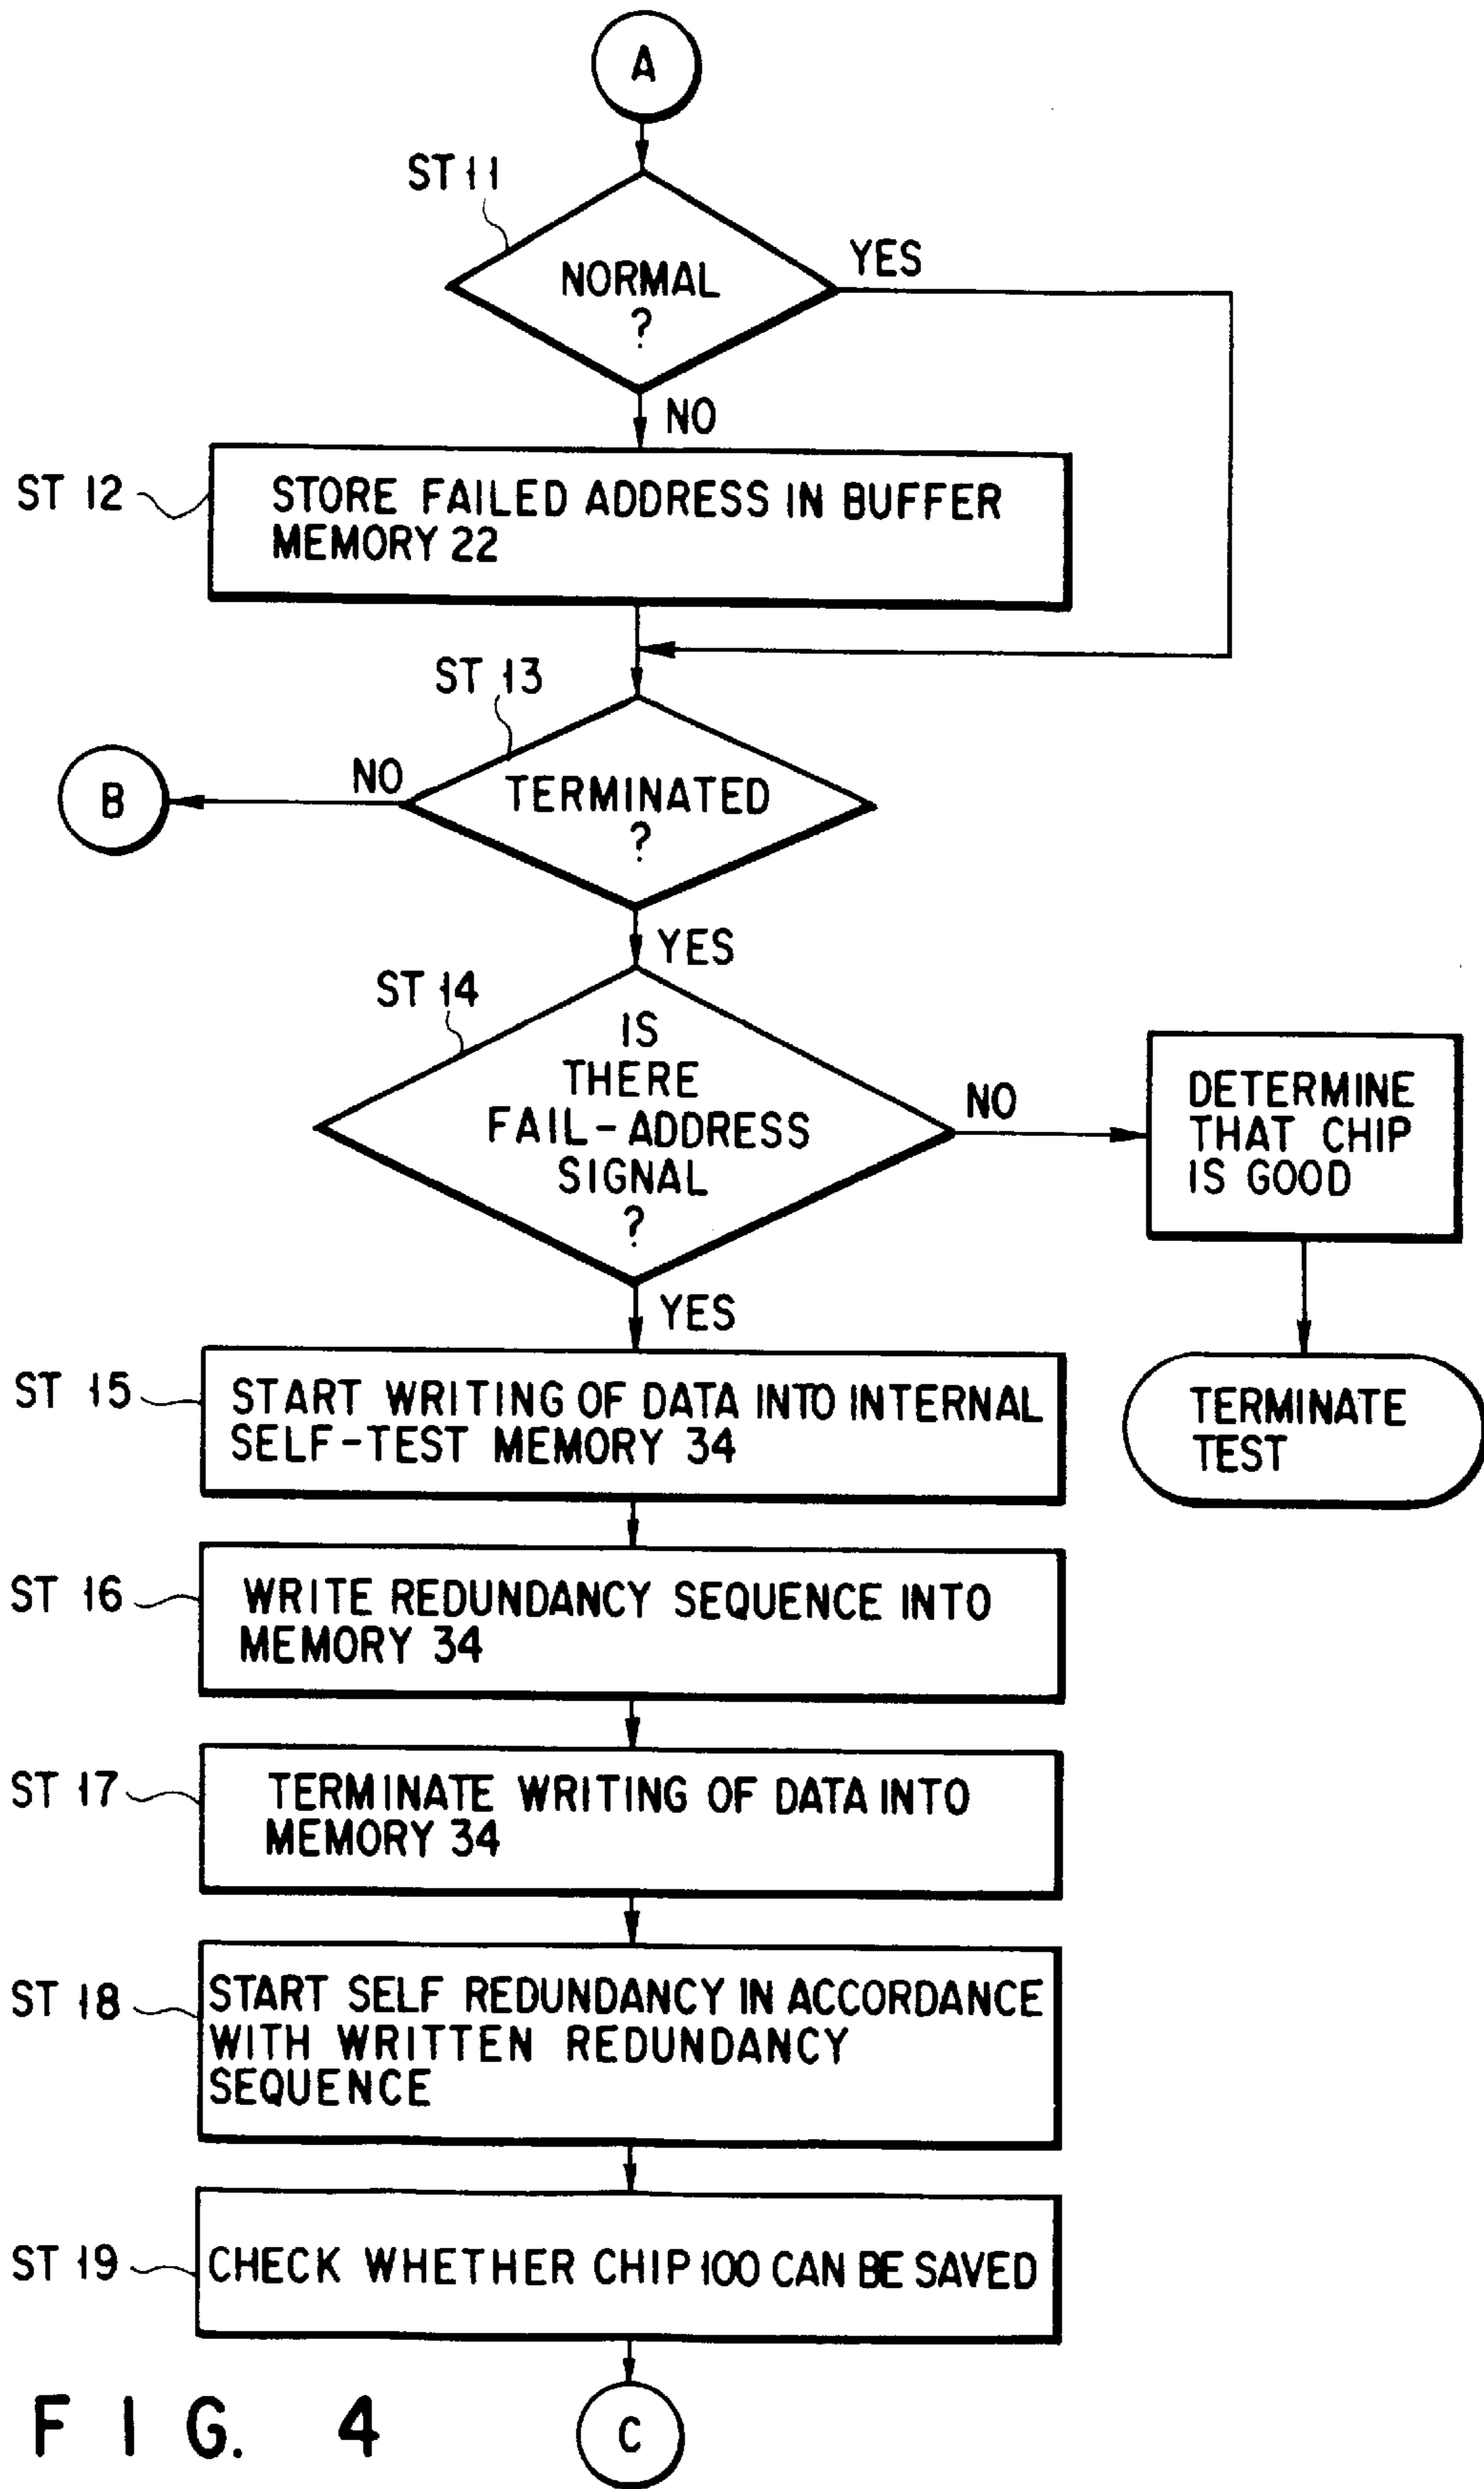 A
ST 11
NORMAL
?
YES
NO
ST 12
STORE FAILED ADDRESS IN BUFFER
MEMORY 22
ST 13
TERMINATED
?
NO
B
YES
ST 14
IS
THERE
FAIL-ADDRESS
SIGNAL
?
NO
DETERMINE
THAT CHIP
IS GOOD
YES
TERMINATE
TEST
ST 15
START WRITING OF DATA INTO INTERNAL
SELF-TEST MEMORY 34
ST 16
WRITE REDUNDANCY SEQUENCE INTO
MEMORY 34
ST 17
TERMINATE WRITING OF DATA INTO
MEMORY 34
ST 18
START SELF REDUNDANCY IN ACCORDANCE
WITH WRITTEN REDUNDANCY
SEQUENCE
ST 19
CHECK WHETHER CHIP 100 CAN BE SAVED
C
FIG. 4